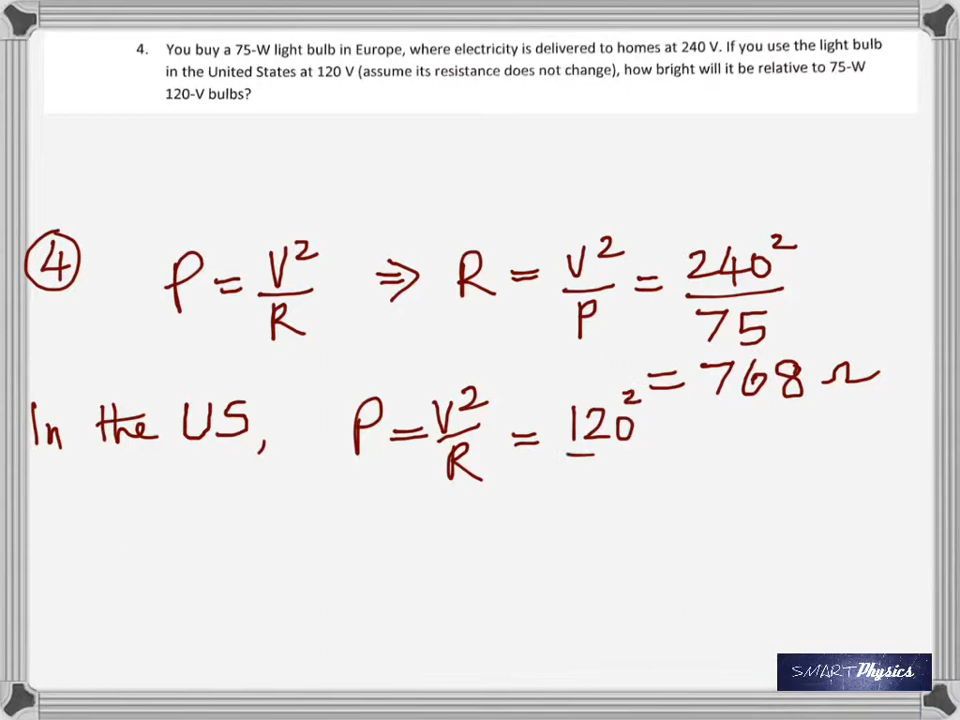 4. You buy a 75-W light bulb in Europe, where electricity is delivered to homes at 240 V. If you use the light bulb
in the United States at 120 V (assume its resistance does not change), how bright will it be relative to 75-W
120-V bulbs?
④ P = V²/R ⇒ R = V²/P = 240²/75
= 768 Ω
In the US, P = V²/R = 120²
SMART Physics